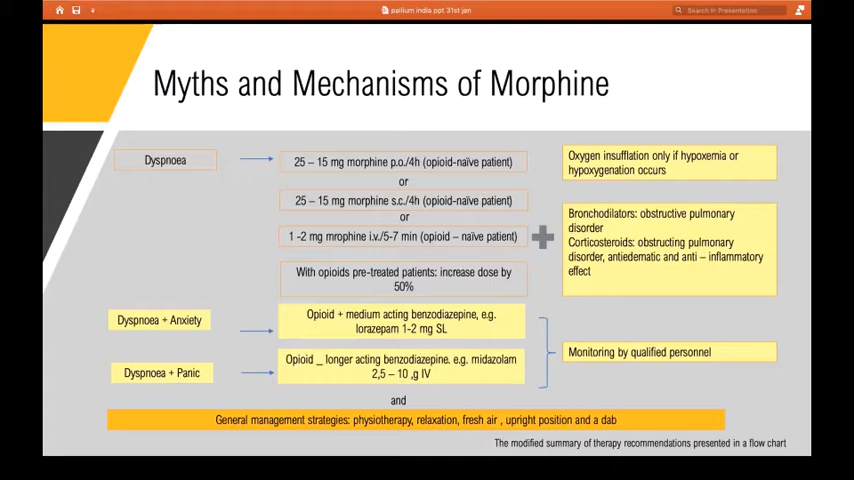 pallium india ppt 31st jan
Search in Presentation
Myths and Mechanisms of Morphine
Dyspnoea
25 – 15 mg morphine p.o./4h (opioid-naïve patient)
or
25 – 15 mg morphine s.c./4h (opioid-naïve patient)
or
1 -2 mg mrophine i.v./5-7 min (opioid – naïve patient)
With opioids pre-treated patients: increase dose by
50%
Oxygen insufflation only if hypoxemia or
hypoxygenation occurs
Bronchodilators: obstructive pulmonary
disorder
Corticosteroids: obstructing pulmonary
disorder, antiedematic and anti – inflammatory
effect
Dyspnoea + Anxiety
Opioid + medium acting benzodiazepine, e.g.
lorazepam 1-2 mg SL
Dyspnoea + Panic
Opioid _ longer acting benzodiazepine. e.g. midazolam
2,5 – 10 ,g IV
Monitoring by qualified personnel
and
General management strategies: physiotherapy, relaxation, fresh air , upright position and a dab
The modified summary of therapy recommendations presented in a flow chart